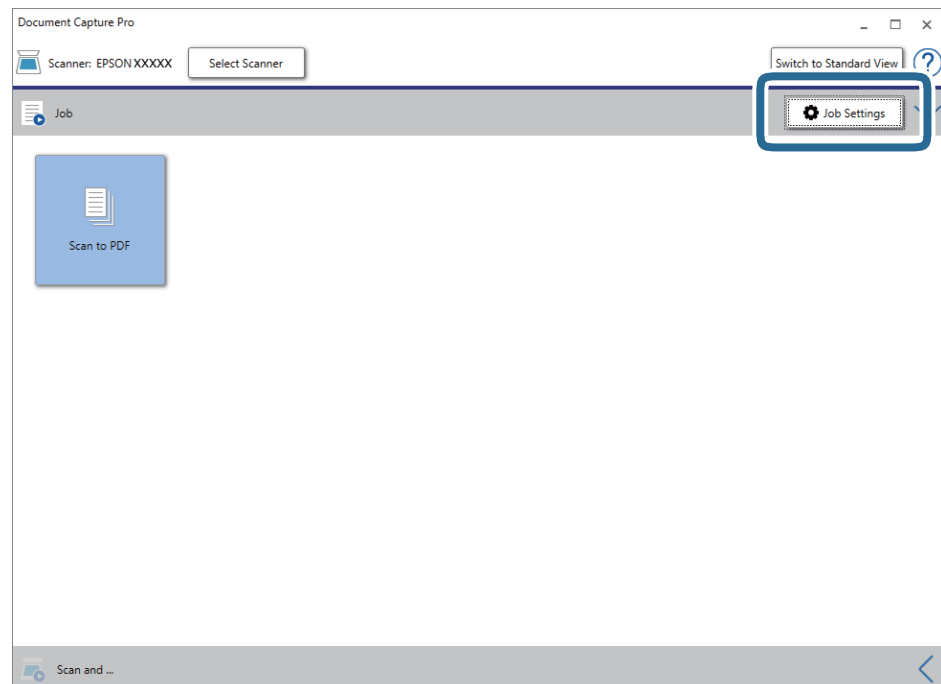 Document Capture Pro
Scanner: EPSON XXXXX Select Scanner Switch to Standard View ?
Job Job Settings
Scan to PDF
Scan and ...